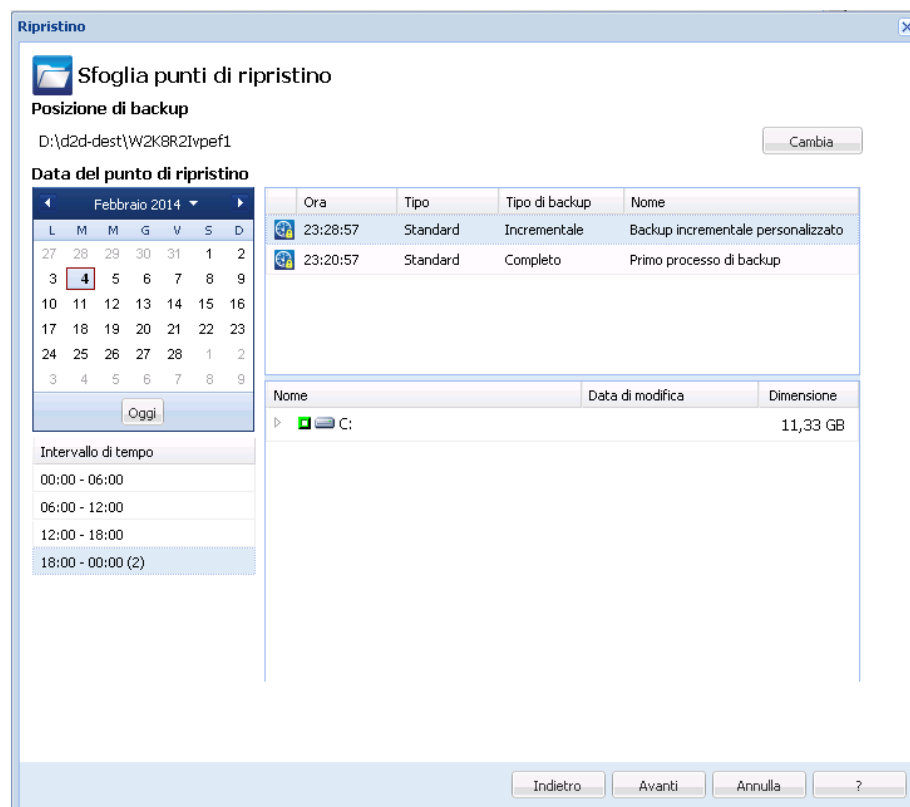 Ripristino
Sfoglia punti di ripristino
Posizione di backup
D:\d2d-dest\W2K8R2Ivpef1
Cambia
Data del punto di ripristino
Febbraio 2014
L M M G V S D
27 28 29 30 31 1 2
3 4 5 6 7 8 9
10 11 12 13 14 15 16
17 18 19 20 21 22 23
24 25 26 27 28 1 2
3 4 5 6 7 8 9
Oggi
Intervallo di tempo
00:00 - 06:00
06:00 - 12:00
12:00 - 18:00
18:00 - 00:00 (2)
Ora Tipo Tipo di backup Nome
23:28:57 Standard Incrementale Backup incrementale personalizzato
23:20:57 Standard Completo Primo processo di backup
Nome Data di modifica Dimensione
C: 11,33 GB
Indietro Avanti Annulla ?